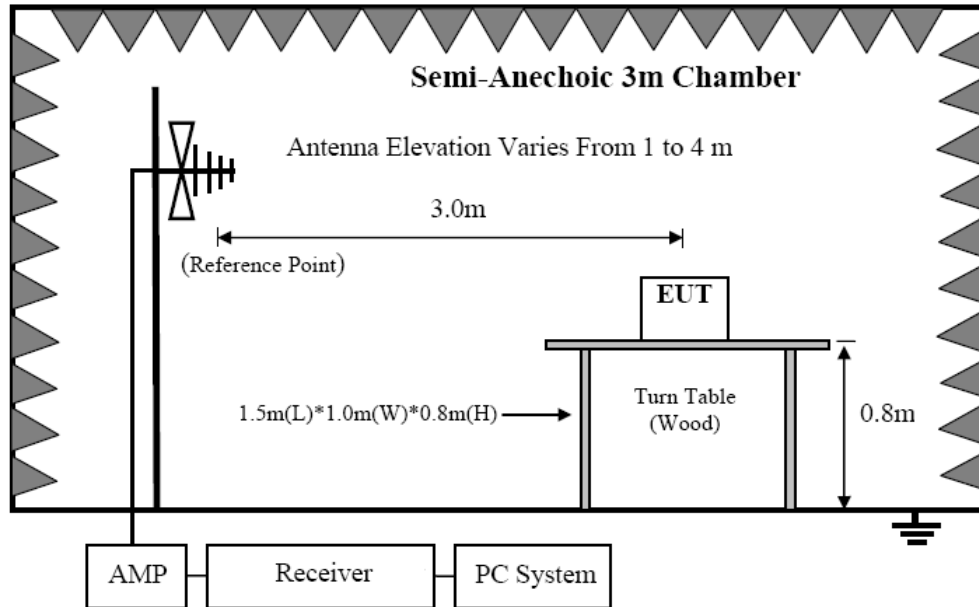 Semi-Anechoic 3m Chamber
Antenna Elevation Varies From 1 to 4 m
3.0m
(Reference Point)
EUT
1.5m(L)*1.0m(W)*0.8m(H)
Turn Table
(Wood)
0.8m
AMP
Receiver
PC System